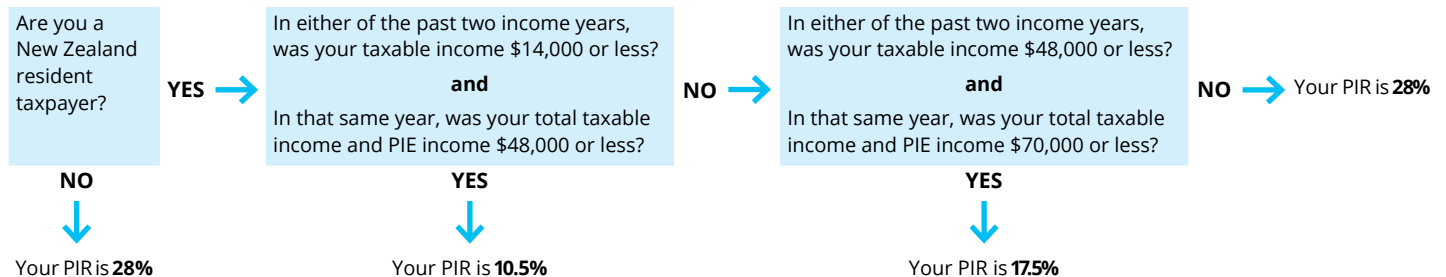 Are you a
New Zealand
resident
taxpayer?
YES
In either of the past two income years,
was your taxable income $14,000 or less?
and
In that same year, was your total taxable
income and PIE income $48,000 or less?
NO
In either of the past two income years,
was your taxable income $48,000 or less?
and
In that same year, was your total taxable
income and PIE income $70,000 or less?
NO
Your PIR is 28%
NO
YES
YES
Your PIR is 28%
Your PIR is 10.5%
Your PIR is 17.5%